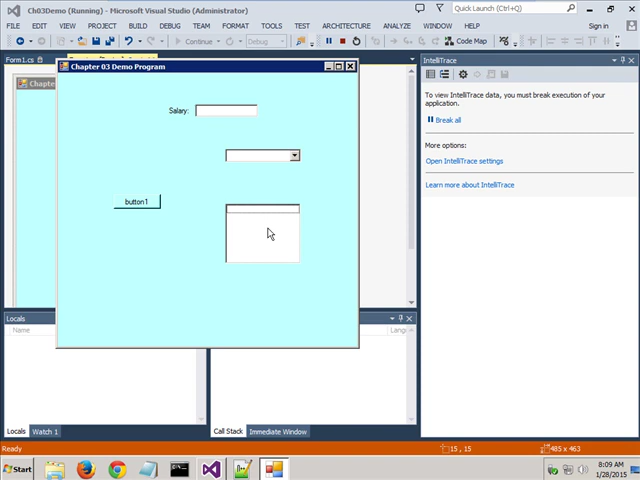 Ch03Demo (Running) - Microsoft Visual Studio (Administrator)
Quick Launch (Ctrl+Q)
FILE EDIT VIEW PROJECT BUILD DEBUG TEAM FORMAT TOOLS TEST ARCHITECTURE ANALYZE WINDOW HELP Sign in
Continue Debug Code Map
Form1.cs
Chapter 03 Demo Program
Chapte
Salary:
button1
IntelliTrace
To view IntelliTrace data, you must break execution of your
application.
Break all
More options:
Open IntelliTrace settings
Learn more about IntelliTrace
Locals
Name
Langu
Locals Watch 1
Call Stack Immediate Window
Ready
15 , 15
485 x 463
Start
8:09 AM
1/28/2015